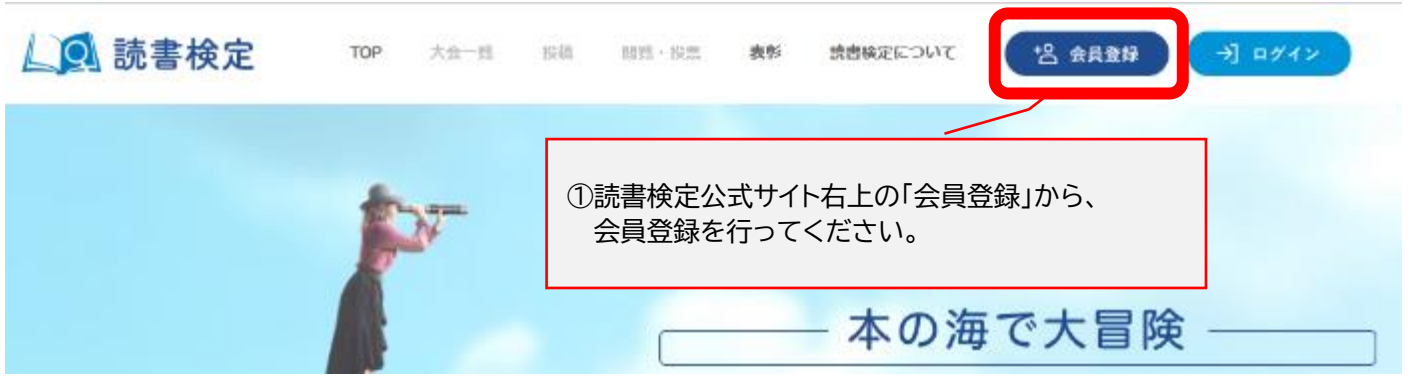 読書検定
TOP
大会一覧
投稿
観戦・投票
表彰
読書検定について
会員登録
ログイン
①読書検定公式サイト右上の「会員登録」から、
会員登録を行ってください。
本の海で大冒険